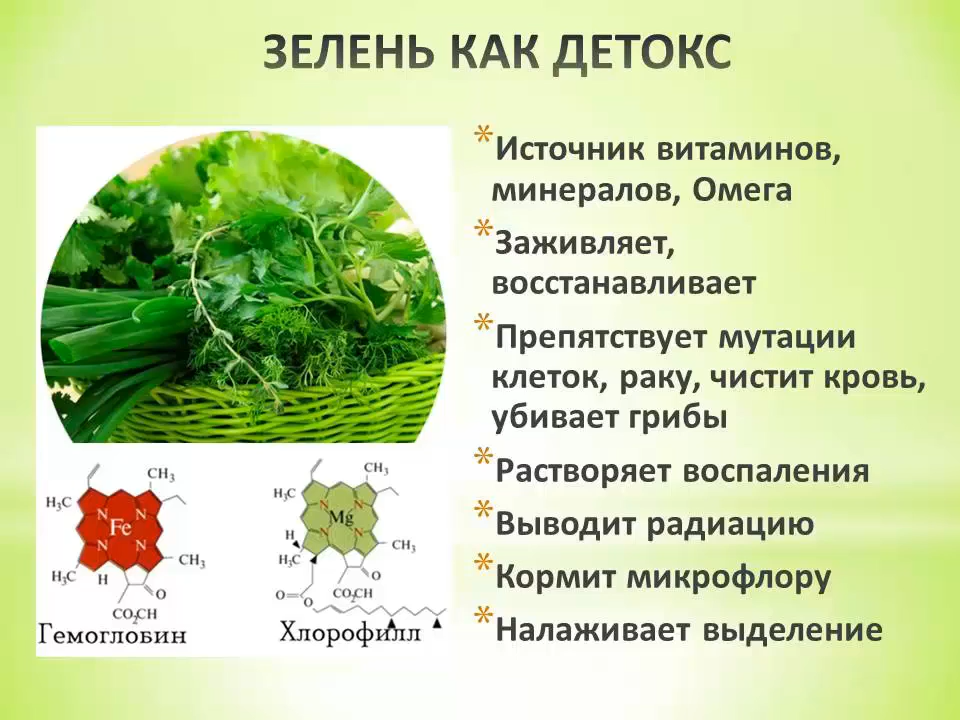 ЗЕЛЕНЬ КАК ДЕТОКС
*Источник витаминов,
минералов, Омега
*Заживляет,
восстанавливает
*Препятствует мутации
клеток, раку, чистит кровь,
убивает грибы
*Растворяет воспаления
*Выводит радиацию
*Кормит микрофлору
*Налаживает выделение
CH₃
H₃C
N N
Fe
N N
CH₃
H₃C H
O
CO₂CH
Гемоглобин
CH₃
H₃C
N N
Mg
N N
H
H₃C
CH₃
O
O=
O
CO₂CH
Хлорофилл